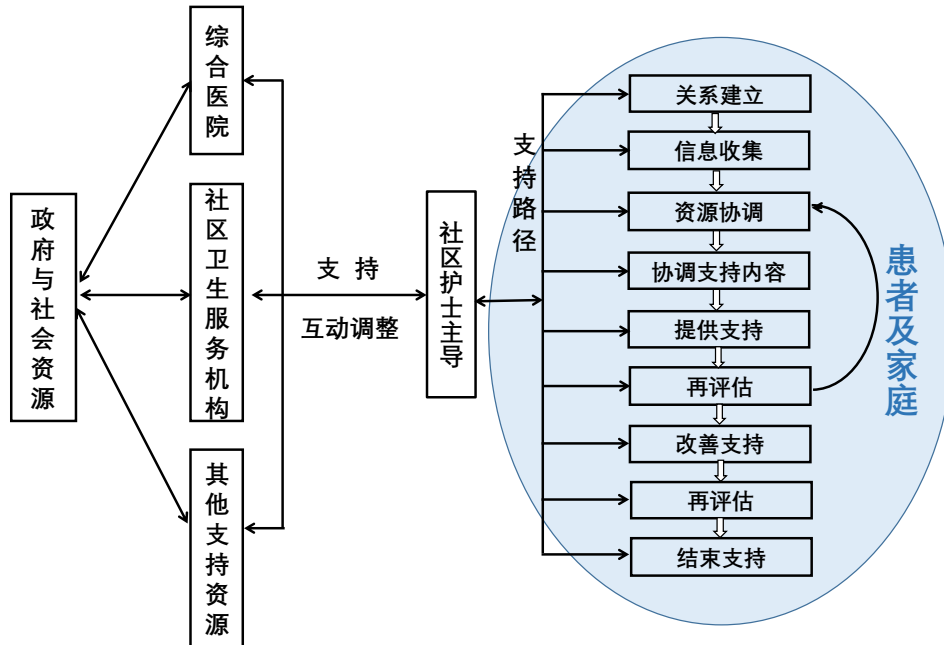 政府与社会资源
综合医院
社区卫生服务机构
其他支持资源
支 持
互动调整
社区护士主导
支持路径
关系建立
信息收集
资源协调
协调支持内容
提供支持
再评估
改善支持
再评估
结束支持
患者及家庭